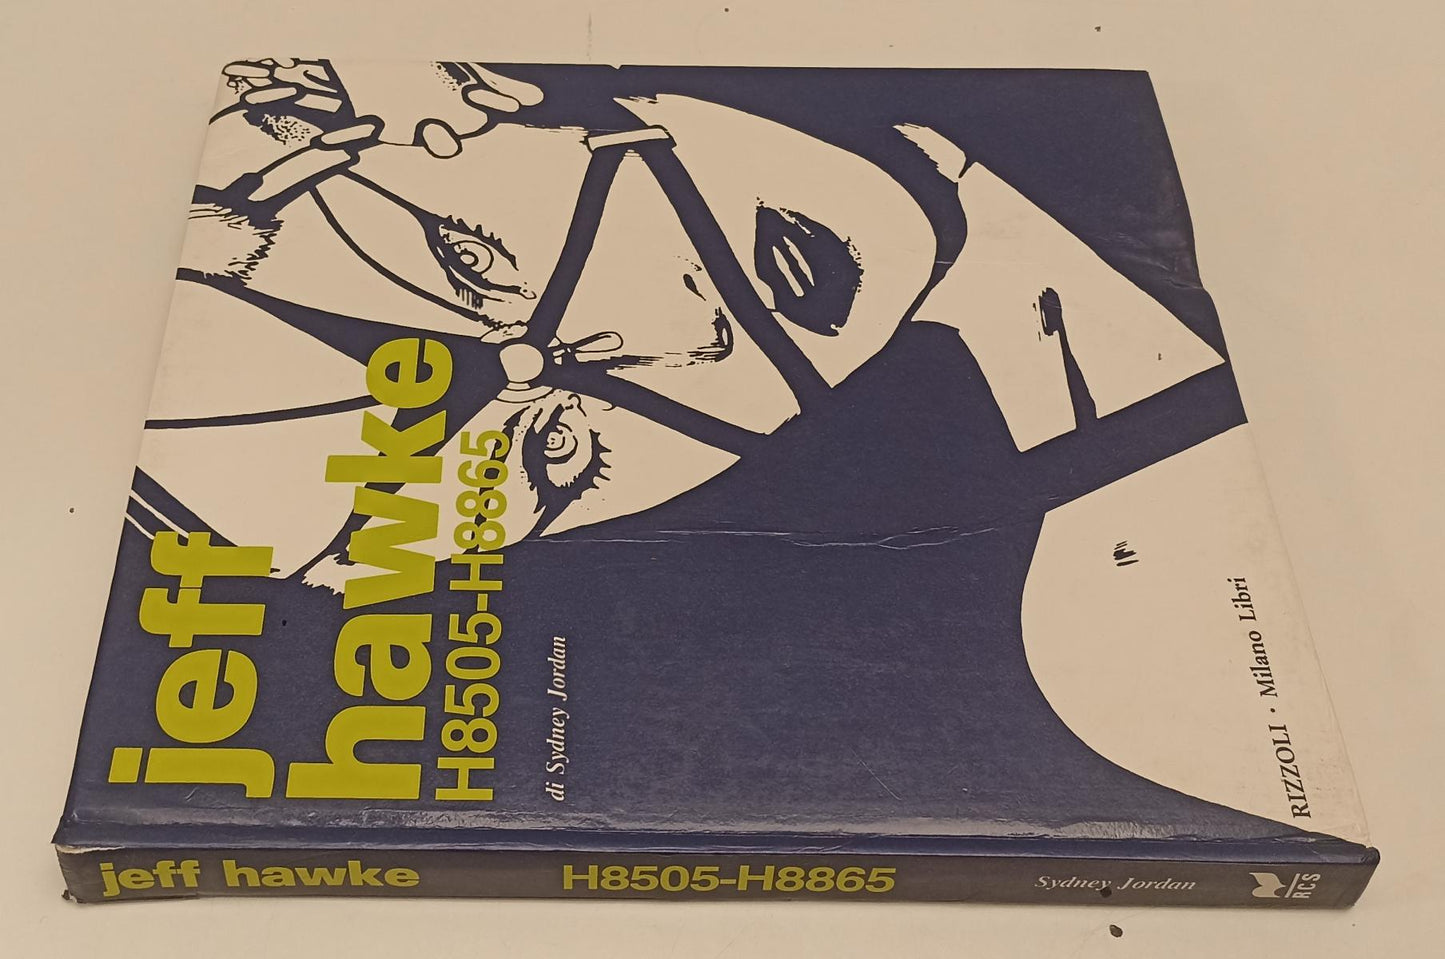 jeff
hawke
H8505-H8865
di Sydney Jordan
RIZZOLI · Milano Libri
jeff hawke H8505-H8865 Sydney Jordan RCS